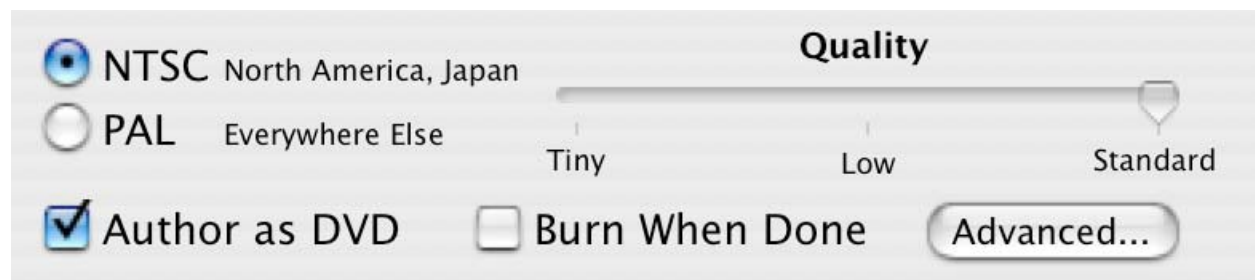 NTSC North America, Japan
PAL Everywhere Else
Quality
Tiny Low Standard
Author as DVD Burn When Done Advanced...